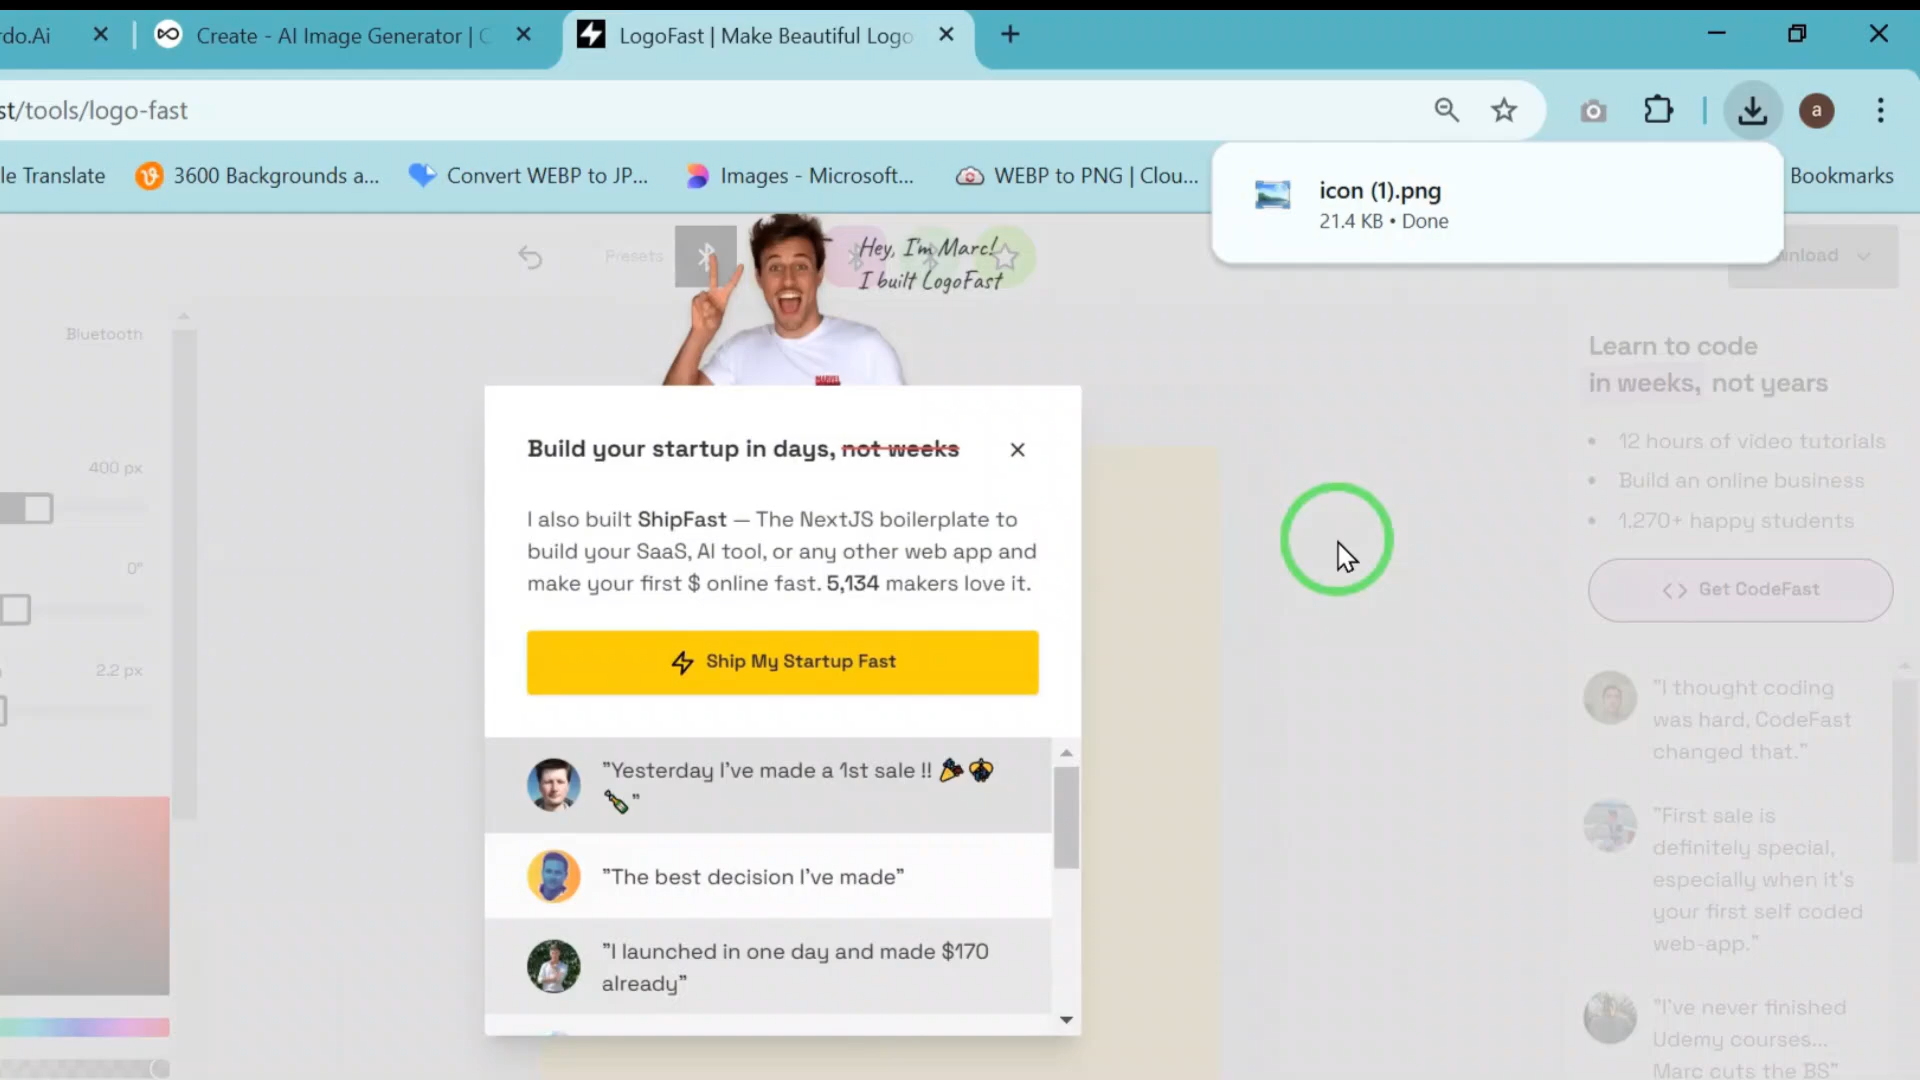 rdo.Ai
Create - AI Image Generator | C
LogoFast | Make Beautiful Logo
st/tools/logo-fast
a
le Translate
3600 Backgrounds a...
Convert WEBP to JP...
Images - Microsoft...
WEBP to PNG | Clou...
Bookmarks
icon (1).png
21.4 KB • Done
Presets
Hey, I'm Marc!
I built LogoFast
nload
Bluetooth
400 px
0°
2.2 px
Build your startup in days, not weeks
I also built ShipFast — The NextJS boilerplate to
build your SaaS, AI tool, or any other web app and
make your first $ online fast. 5,134 makers love it.
Ship My Startup Fast
"Yesterday I've made a 1st sale !! 🎉
🍾"
"The best decision I've made"
"I launched in one day and made $170
already"
Learn to code
in weeks, not years
• 12 hours of video tutorials
• Build an online business
• 1.270+ happy students
Get CodeFast
"I thought coding
was hard, CodeFast
changed that."
"First sale is
definitely special,
especially when it's
your first self coded
web-app."
"I've never finished
Udemy courses...
Marc cuts the BS"